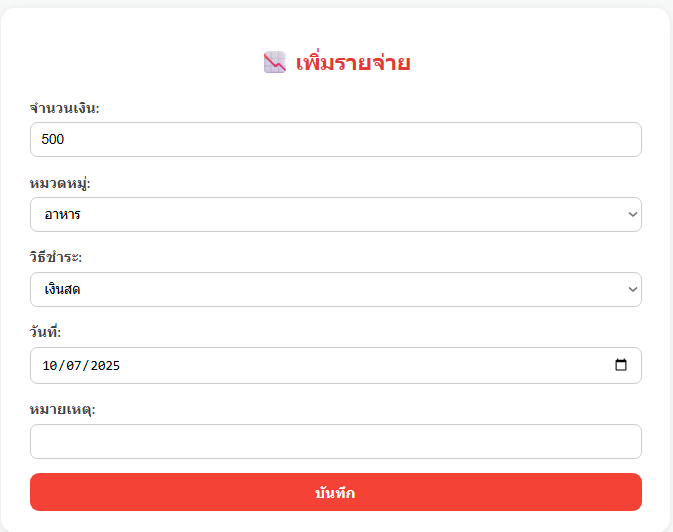 เพิ่มรายจ่าย
จำนวนเงิน:
500
หมวดหมู่:
อาหาร
วิธีชำระ:
เงินสด
วันที่:
10/07/2025
หมายเหตุ:
บันทึก